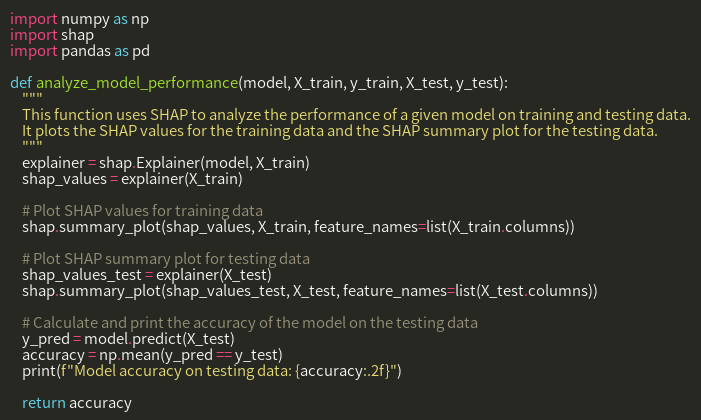 import numpy as np
import shap
import pandas as pd

def analyze_model_performance(model, X_train, y_train, X_test, y_test):
    """
    This function uses SHAP to analyze the performance of a given model on training and testing data.
    It plots the SHAP values for the training data and the SHAP summary plot for the testing data.
    """
    explainer = shap.Explainer(model, X_train)
    shap_values = explainer(X_train)

    # Plot SHAP values for training data
    shap.summary_plot(shap_values, X_train, feature_names=list(X_train.columns))

    # Plot SHAP summary plot for testing data
    shap_values_test = explainer(X_test)
    shap.summary_plot(shap_values_test, X_test, feature_names=list(X_test.columns))

    # Calculate and print the accuracy of the model on the testing data
    y_pred = model.predict(X_test)
    accuracy = np.mean(y_pred == y_test)
    print(f"Model accuracy on testing data: {accuracy:.2f}")

    return accuracy